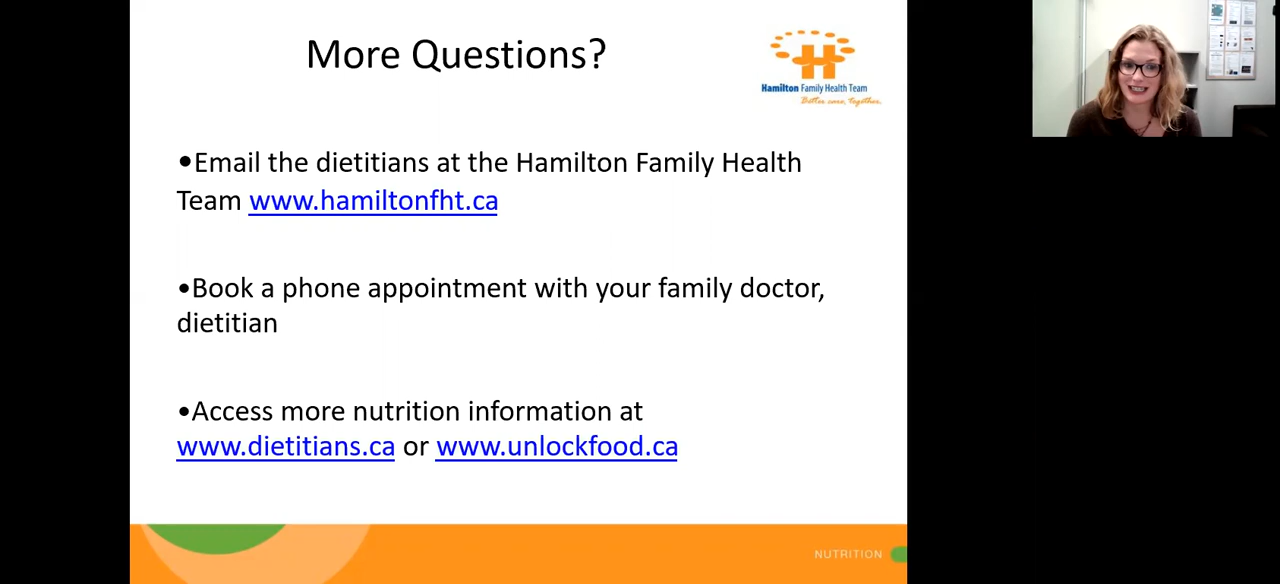 More Questions?
Hamilton Family Health Team
Better care, together.
•Email the dietitians at the Hamilton Family Health
Team www.hamiltonfht.ca
•Book a phone appointment with your family doctor,
dietitian
•Access more nutrition information at
www.dietitians.ca or www.unlockfood.ca
NUTRITION